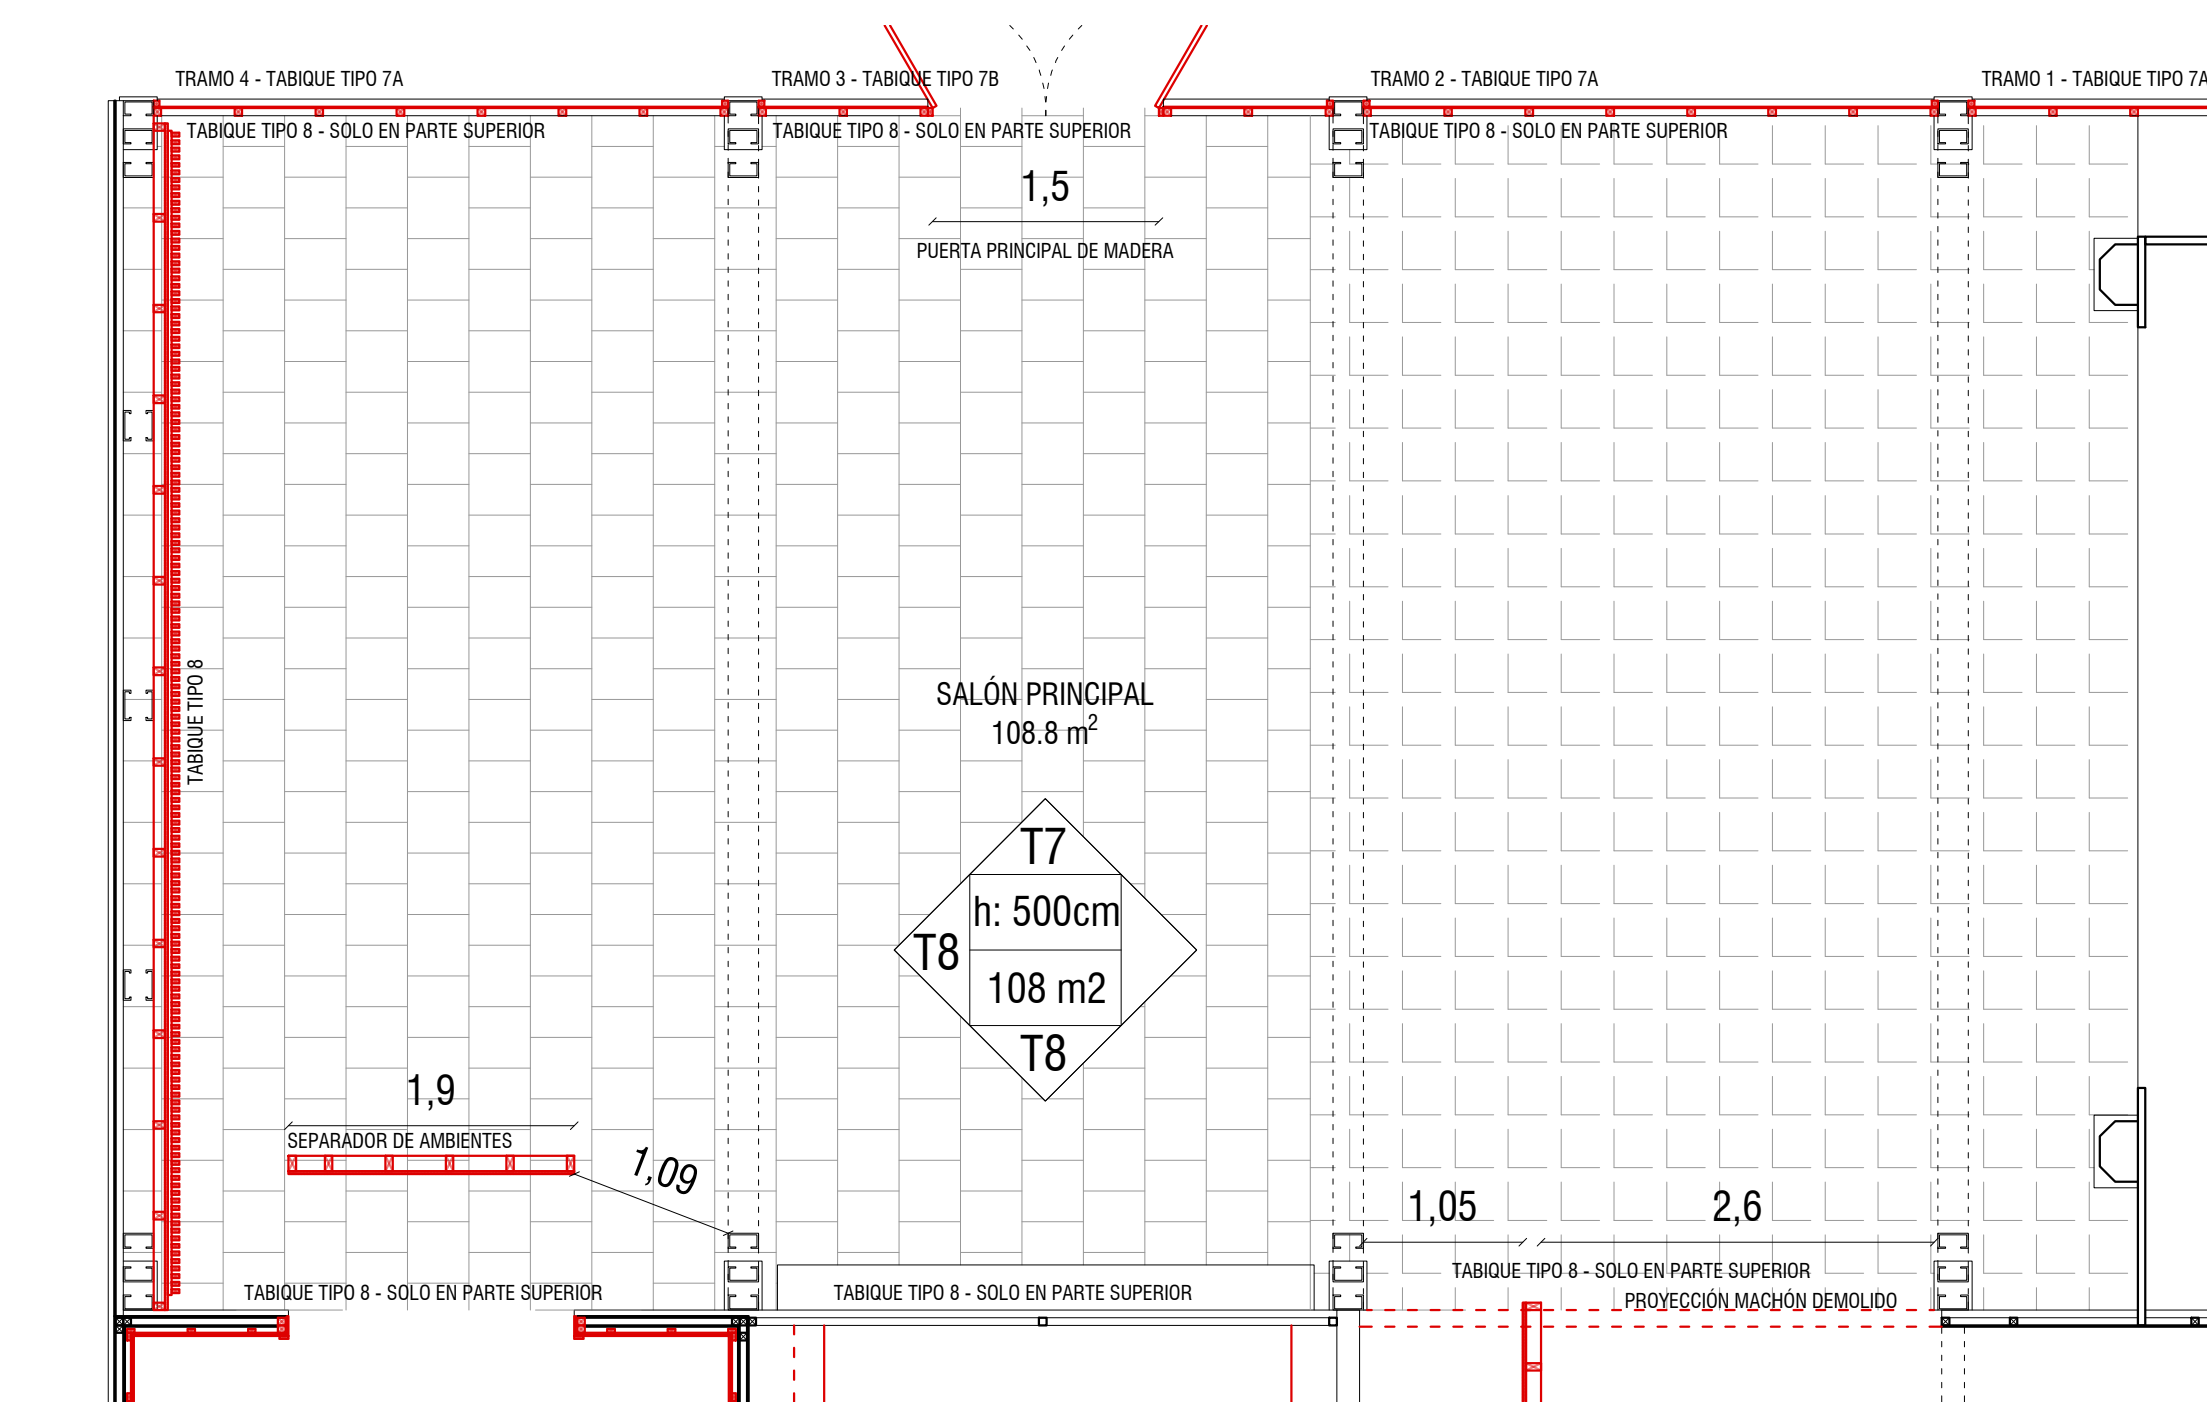 TRAMO 4 - TABIQUE TIPO 7A
TRAMO 3 - TABIQUE TIPO 7B
TRAMO 2 - TABIQUE TIPO 7A
TRAMO 1 - TABIQUE TIPO 7A
TABIQUE TIPO 8 - SOLO EN PARTE SUPERIOR
TABIQUE TIPO 8 - SOLO EN PARTE SUPERIOR
TABIQUE TIPO 8 - SOLO EN PARTE SUPERIOR
1,5
PUERTA PRINCIPAL DE MADERA
TABIQUE TIPO 8
SALÓN PRINCIPAL
108.8 m²
T7
h: 500cm
T8
108 m2
T8
1,9
SEPARADOR DE AMBIENTES
1,09
1,05
2,6
TABIQUE TIPO 8 - SOLO EN PARTE SUPERIOR
TABIQUE TIPO 8 - SOLO EN PARTE SUPERIOR
TABIQUE TIPO 8 - SOLO EN PARTE SUPERIOR
PROYECCIÓN MACHÓN DEMOLIDO